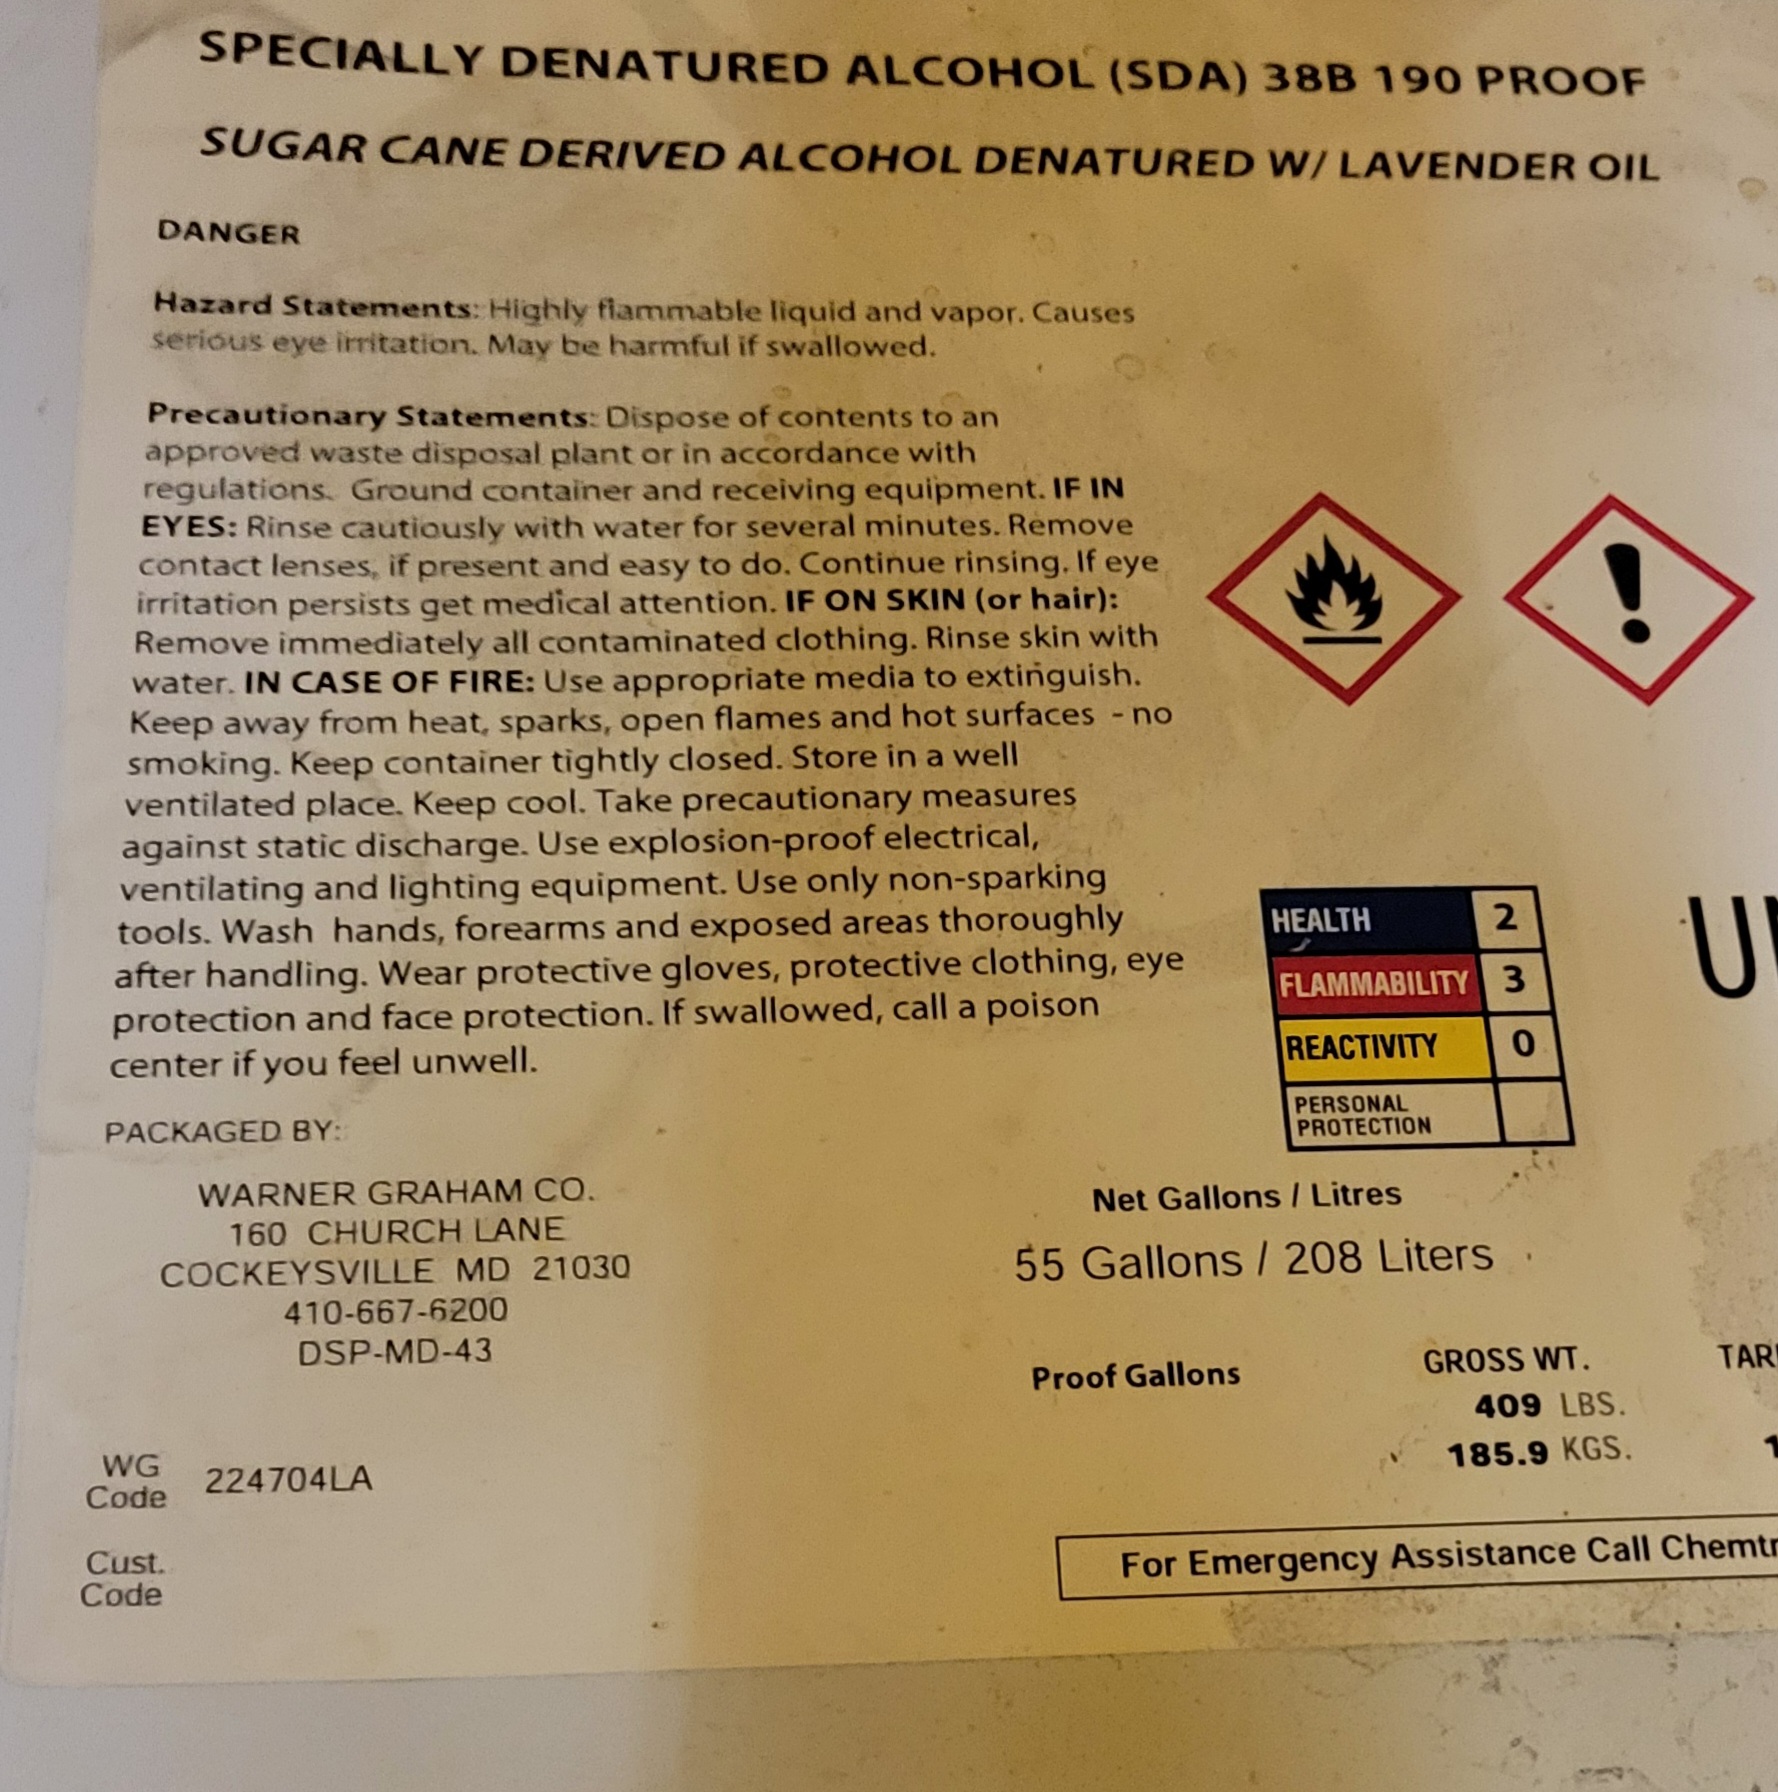 SPECIALLY DENATURED ALCOHOL (SDA) 38B 190 PROOF
SUGAR CANE DERIVED ALCOHOL DENATURED W/ LAVENDER OIL
DANGER
Hazard Statements: Highly flammable liquid and vapor. Causes
serious eye irritation. May be harmful if swallowed.
Precautionary Statements: Dispose of contents to an
approved waste disposal plant or in accordance with
regulations. Ground container and receiving equipment. IF IN
EYES: Rinse cautiously with water for several minutes. Remove
contact lenses, if present and easy to do. Continue rinsing. If eye
irritation persists get medical attention. IF ON SKIN (or hair):
Remove immediately all contaminated clothing. Rinse skin with
water. IN CASE OF FIRE: Use appropriate media to extinguish.
Keep away from heat, sparks, open flames and hot surfaces - no
smoking. Keep container tightly closed. Store in a well
ventilated place. Keep cool. Take precautionary measures
against static discharge. Use explosion-proof electrical,
ventilating and lighting equipment. Use only non-sparking
tools. Wash hands, forearms and exposed areas thoroughly
after handling. Wear protective gloves, protective clothing, eye
protection and face protection. If swallowed, call a poison
center if you feel unwell.
HEALTH 2
FLAMMABILITY 3
REACTIVITY 0
PERSONAL
PROTECTION
PACKAGED BY:
WARNER GRAHAM CO.
160 CHURCH LANE
COCKEYSVILLE MD 21030
410-667-6200
DSP-MD-43
Net Gallons / Litres
55 Gallons / 208 Liters
Proof Gallons
GROSS WT.
409 LBS.
185.9 KGS.
WG
Code
224704LA
Cust.
Code
For Emergency Assistance Call